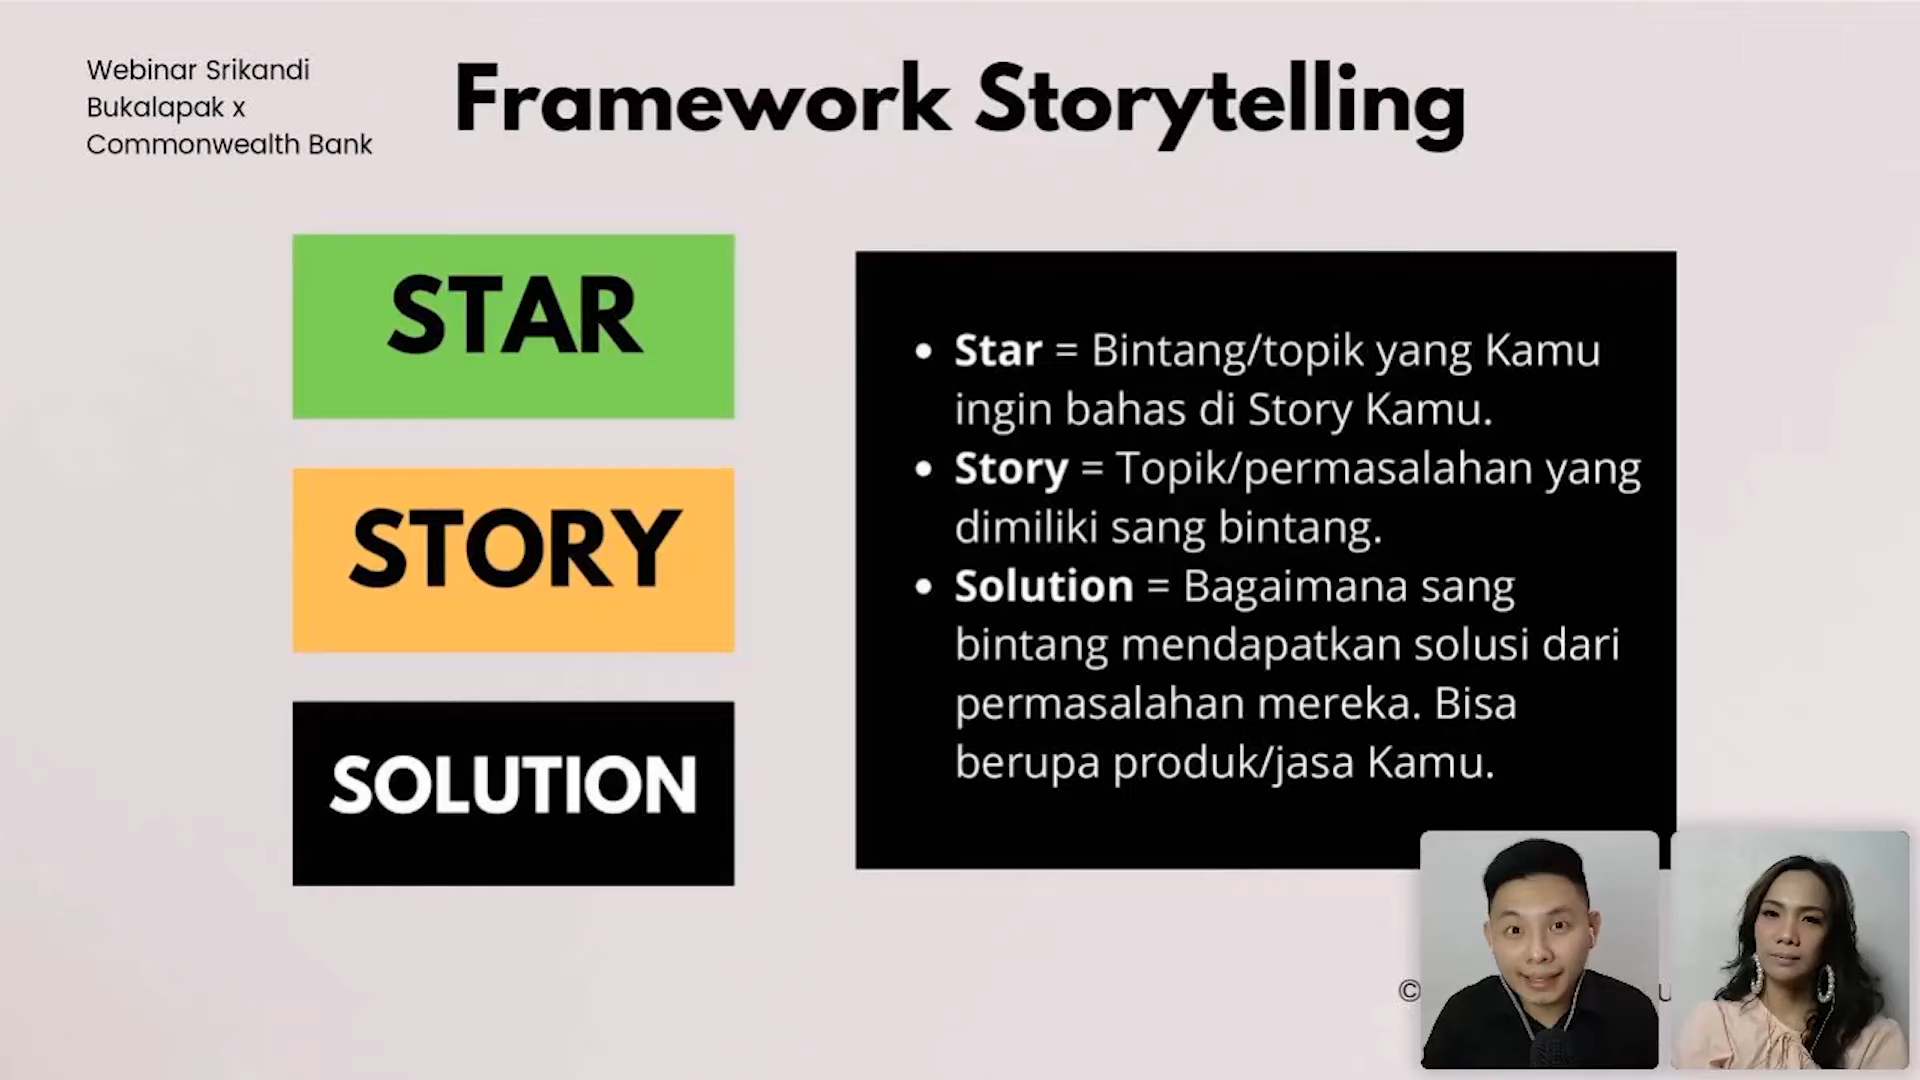 Webinar Srikandi
Bukalapak x
Commonwealth Bank
Framework Storytelling
STAR
STORY
SOLUTION
• Star = Bintang/topik yang Kamu
ingin bahas di Story Kamu.
• Story = Topik/permasalahan yang
dimiliki sang bintang.
• Solution = Bagaimana sang
bintang mendapatkan solusi dari
permasalahan mereka. Bisa
berupa produk/jasa Kamu.
©